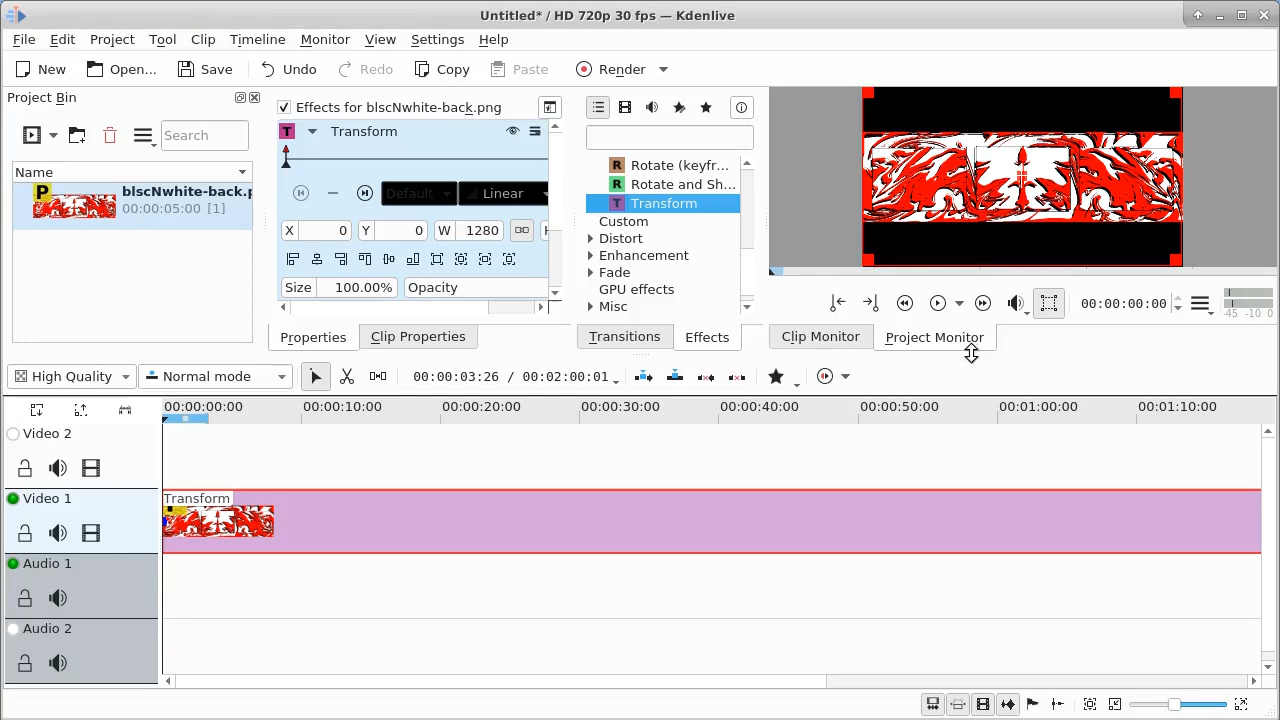 Untitled* / HD 720p 30 fps — Kdenlive
File Edit Project Tool Clip Timeline Monitor View Settings Help
New Open... Save Undo Redo Copy Paste Render
Project Bin
Search
Name
P
blscNwhite-back.p
00:00:05:00 [1]
Effects for blscNwhite-back.png
T Transform
Default Linear
X 0 Y 0 W 1280 H
Size 100.00% Opacity
Properties Clip Properties
R Rotate (keyfr...
R Rotate and Sh...
T Transform
Custom
Distort
Enhancement
Fade
GPU effects
Misc
Transitions Effects
00:00:00:00
-45 -10 0
Clip Monitor Project Monitor
High Quality Normal mode 00:00:03:26 / 00:02:00:01
00:00:00:00 00:00:10:00 00:00:20:00 00:00:30:00 00:00:40:00 00:00:50:00 00:01:00:00 00:01:10:00
Video 2
Video 1
Transform
Audio 1
Audio 2